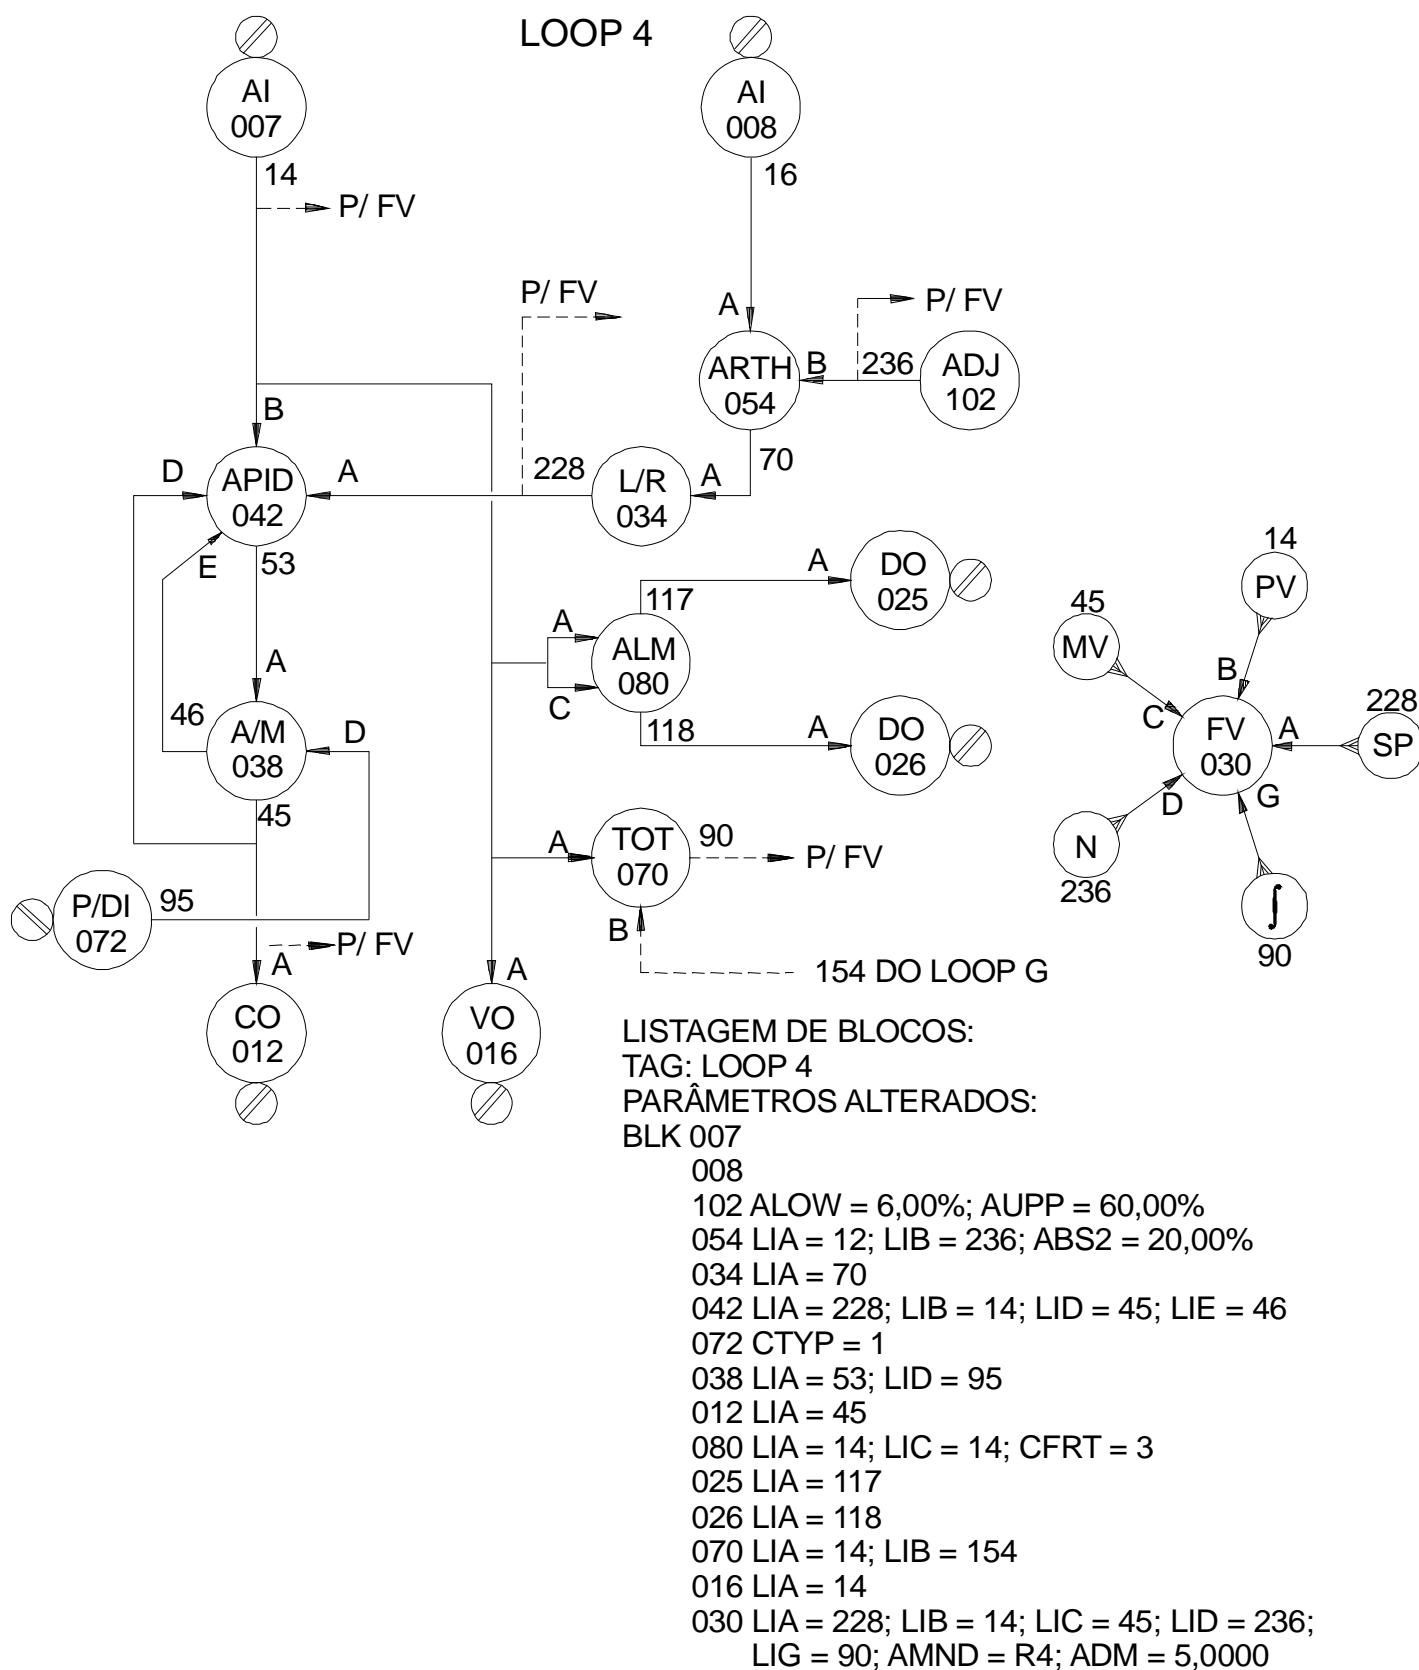 LOOP 4
AI
007
AI
008
14
16
P/ FV
P/ FV
P/ FV
A
ARTH
054
B
236
ADJ
102
B
70
D
APID
042
A
228
L/R
034
A
E
53
117
A
DO
025
A
ALM
080
C
118
A
DO
026
A
46
A/M
038
D
45
14
PV
45
MV
B
C
FV
030
A
228
SP
D
G
N
236
∫
90
A
TOT
070
90
P/ FV
B
154 DO LOOP G
P/DI
072
95
P/ FV
A
CO
012
A
VO
016
LISTAGEM DE BLOCOS:
TAG: LOOP 4
PARÂMETROS ALTERADOS:
BLK 007
008
102 ALOW = 6,00%; AUPP = 60,00%
054 LIA = 12; LIB = 236; ABS2 = 20,00%
034 LIA = 70
042 LIA = 228; LIB = 14; LID = 45; LIE = 46
072 CTYP = 1
038 LIA = 53; LID = 95
012 LIA = 45
080 LIA = 14; LIC = 14; CFRT = 3
025 LIA = 117
026 LIA = 118
070 LIA = 14; LIB = 154
016 LIA = 14
030 LIA = 228; LIB = 14; LIC = 45; LID = 236;
LIG = 90; AMND = R4; ADM = 5,0000